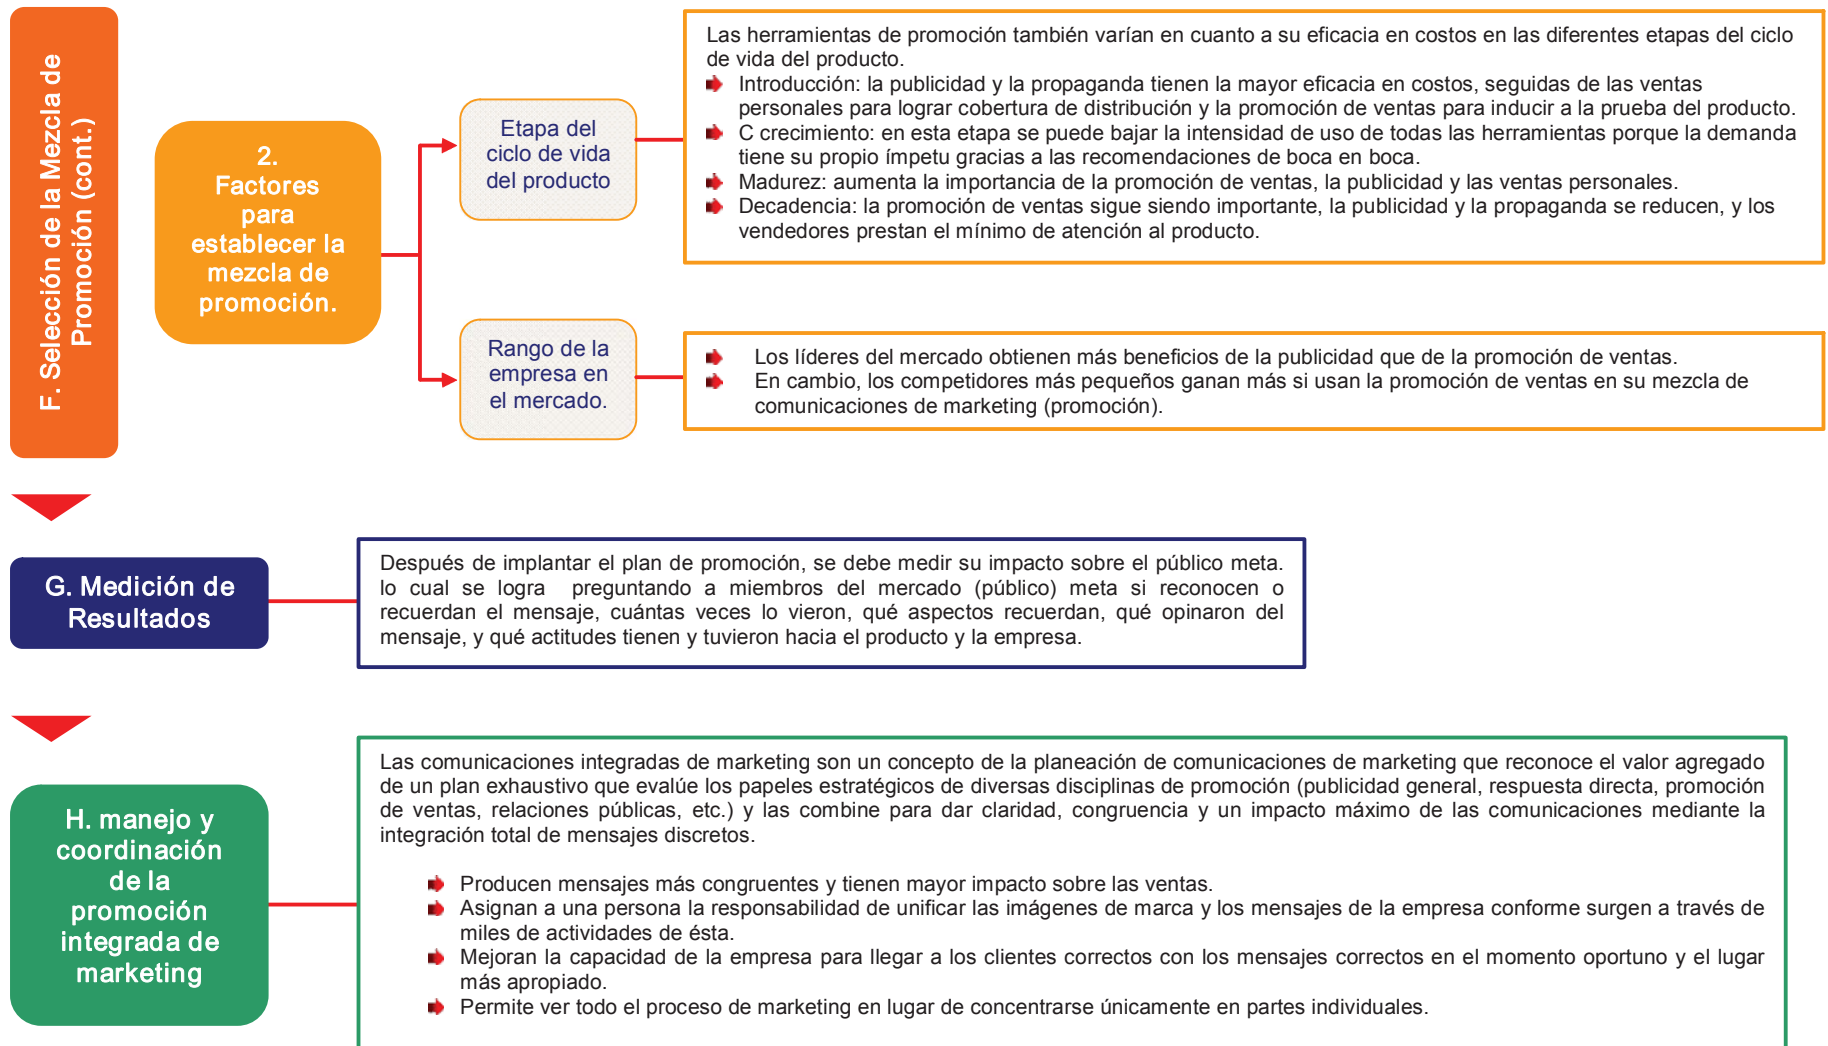 F. Selección de la Mezcla de
Promoción (cont.)
2.
Factores
para
establecer la
mezcla de
promoción.
Etapa del
ciclo de vida
del producto
Las herramientas de promoción también varían en cuanto a su eficacia en costos en las diferentes etapas del ciclo
de vida del producto.
Introducción: la publicidad y la propaganda tienen la mayor eficacia en costos, seguidas de las ventas
personales para lograr cobertura de distribución y la promoción de ventas para inducir a la prueba del producto.
C crecimiento: en esta etapa se puede bajar la intensidad de uso de todas las herramientas porque la demanda
tiene su propio ímpetu gracias a las recomendaciones de boca en boca.
Madurez: aumenta la importancia de la promoción de ventas, la publicidad y las ventas personales.
Decadencia: la promoción de ventas sigue siendo importante, la publicidad y la propaganda se reducen, y los
vendedores prestan el mínimo de atención al producto.
Rango de la
empresa en
el mercado.
Los líderes del mercado obtienen más beneficios de la publicidad que de la promoción de ventas.
En cambio, los competidores más pequeños ganan más si usan la promoción de ventas en su mezcla de
comunicaciones de marketing (promoción).
G. Medición de
Resultados
Después de implantar el plan de promoción, se debe medir su impacto sobre el público meta.
lo cual se logra preguntando a miembros del mercado (público) meta si reconocen o
recuerdan el mensaje, cuántas veces lo vieron, qué aspectos recuerdan, qué opinaron del
mensaje, y qué actitudes tienen y tuvieron hacia el producto y la empresa.
H. manejo y
coordinación
de la
promoción
integrada de
marketing
Las comunicaciones integradas de marketing son un concepto de la planeación de comunicaciones de marketing que reconoce el valor agregado
de un plan exhaustivo que evalúe los papeles estratégicos de diversas disciplinas de promoción (publicidad general, respuesta directa, promoción
de ventas, relaciones públicas, etc.) y las combine para dar claridad, congruencia y un impacto máximo de las comunicaciones mediante la
integración total de mensajes discretos.
Producen mensajes más congruentes y tienen mayor impacto sobre las ventas.
Asignan a una persona la responsabilidad de unificar las imágenes de marca y los mensajes de la empresa conforme surgen a través de
miles de actividades de ésta.
Mejoran la capacidad de la empresa para llegar a los clientes correctos con los mensajes correctos en el momento oportuno y el lugar
más apropiado.
Permite ver todo el proceso de marketing en lugar de concentrarse únicamente en partes individuales.